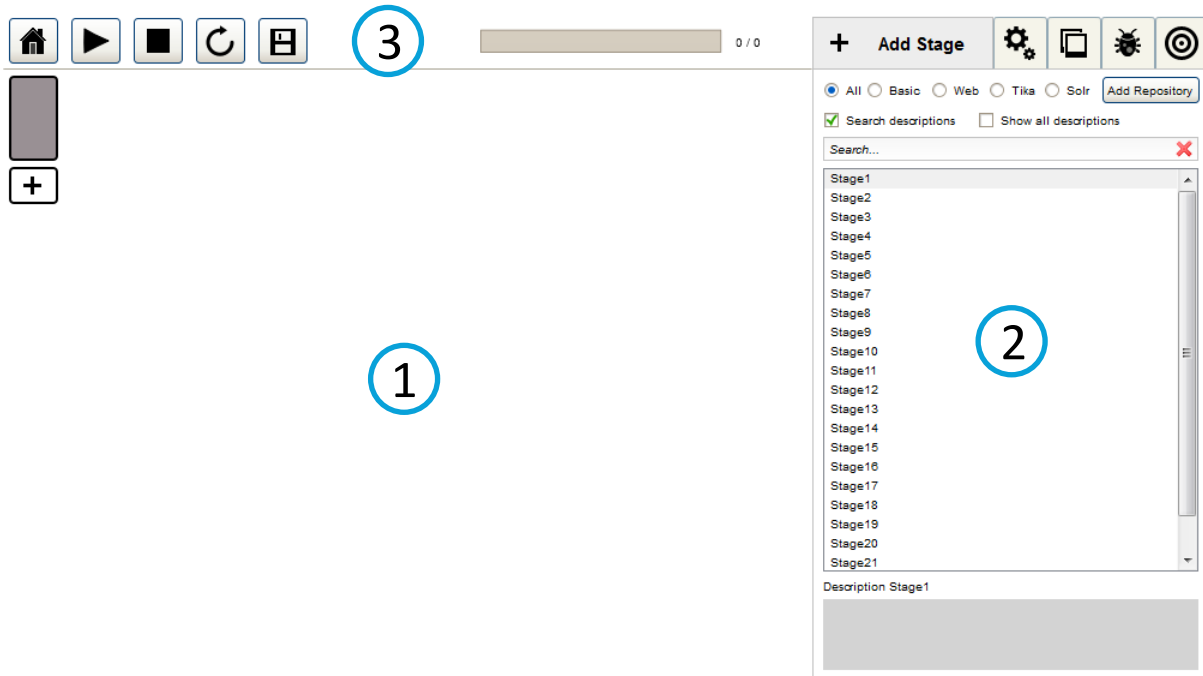 3
0 / 0
+ Add Stage
All Basic Web Tika Solr Add Repository
Search descriptions Show all descriptions
Search...
+
Stage1
Stage2
Stage3
Stage4
Stage5
Stage6
Stage7
Stage8
Stage9
Stage10
Stage11
Stage12
Stage13
Stage14
Stage15
Stage16
Stage17
Stage18
Stage19
Stage20
Stage21
2
1
Description Stage1